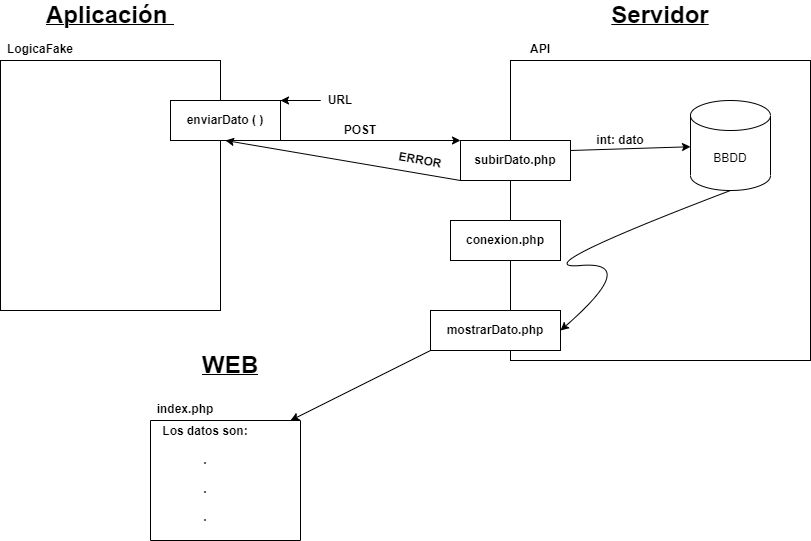 Aplicación
Servidor
LogicaFake
API
URL
enviarDato ( )
POST
ERROR
subirDato.php
int: dato
BBDD
conexion.php
mostrarDato.php
WEB
index.php
Los datos son:
.
.
.